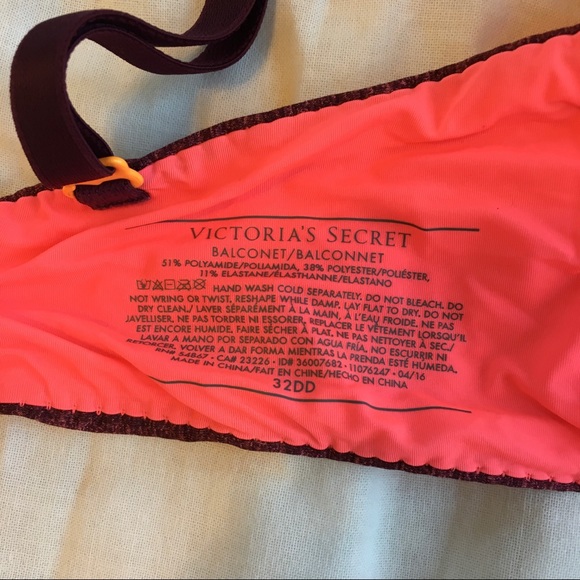 VICTORIA'S SECRET
BALCONET/BALCONNET
51% POLYAMIDE/POLIAMIDA, 38% POLYESTER/POLIÉSTER,
11% ELASTANE/ÉLASTHANNE/ELASTANO
HAND WASH COLD SEPARATELY. DO NOT BLEACH. DO
NOT WRING OR TWIST. RESHAPE WHILE DAMP, LAY FLAT TO DRY. DO NOT
DRY CLEAN./ LAVER SÉPARÉMENT À LA MAIN, À L'EAU FROIDE. NE PAS
JAVELLISER. NE PAS TORDRE NI ESSORER. REPLACER LE VÊTEMENT LORSQU'IL
EST ENCORE HUMIDE. FAIRE SÉCHER À PLAT. NE PAS NETTOYER À SEC./
LAVAR A MANO POR SEPARADO CON AGUA FRÍA. NO ESCURRIR NI
RETORCER. VOLVER A DAR FORMA MIENTRAS LA PRENDA ESTÉ HÚMEDA.
RN# 54867 • CA# 23226 • ID# 36007682 • 11076247 • 04/16
MADE IN CHINA/FAIT EN CHINE/HECHO EN CHINA
32DD